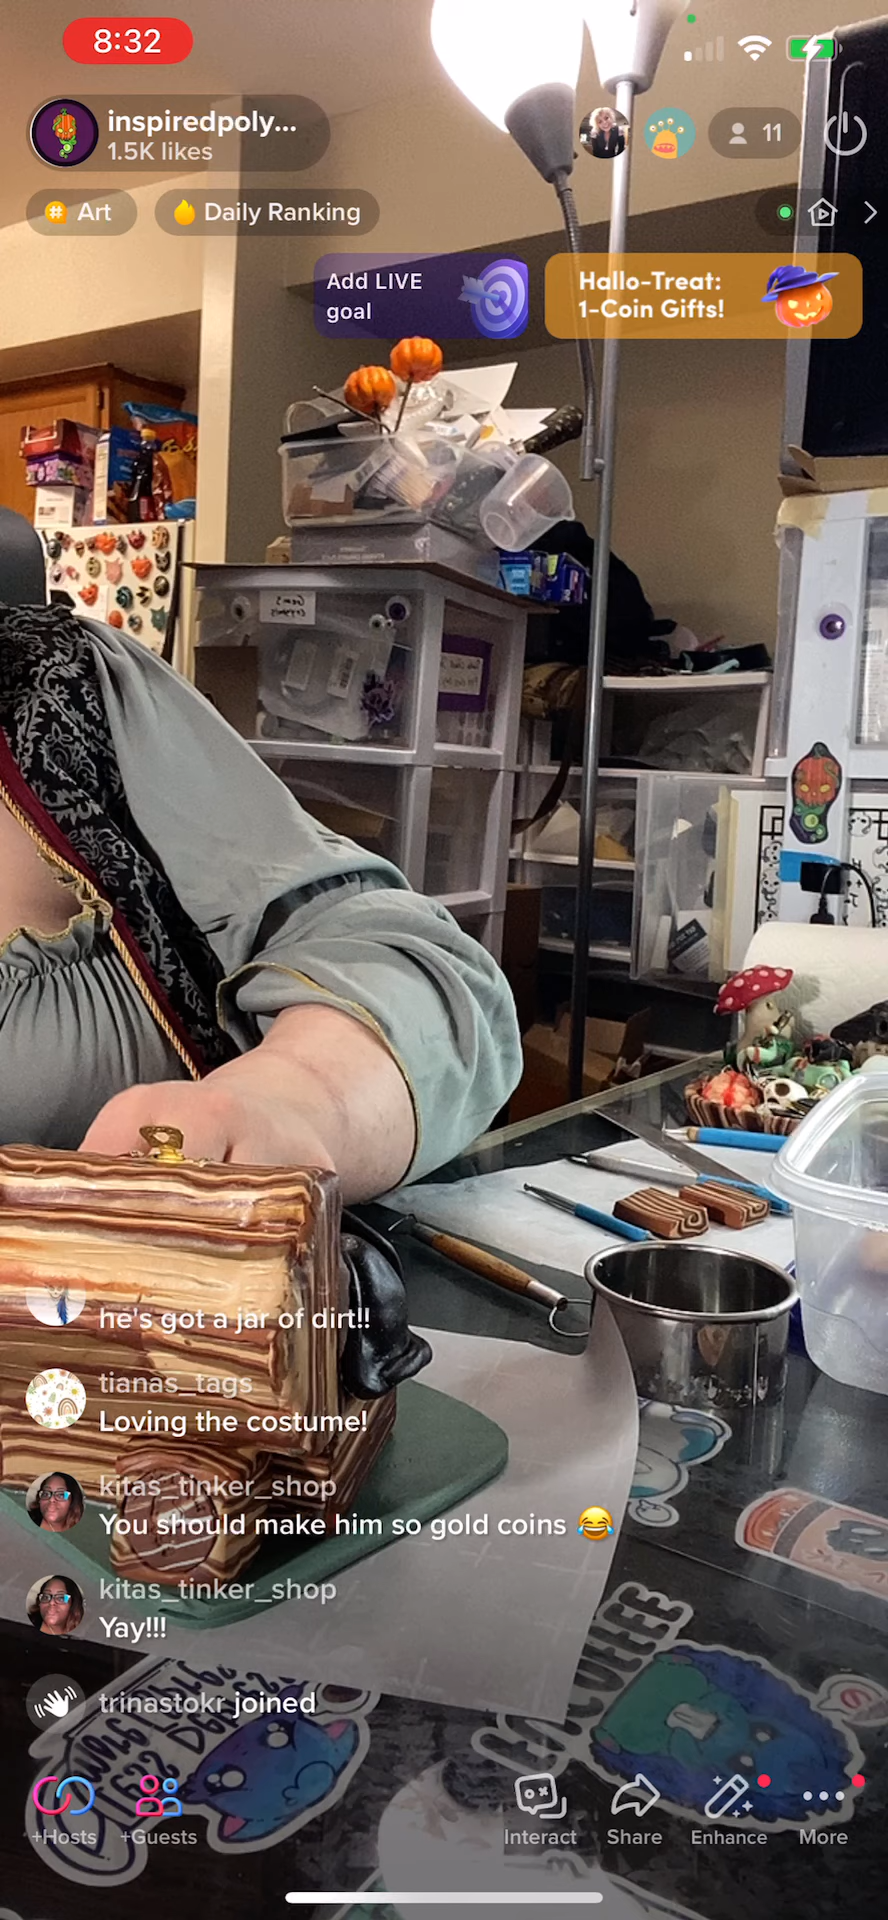 8:32
inspiredpoly...
1.5K likes
11
Art
Daily Ranking
Add LIVE
goal
Hallo-Treat:
1-Coin Gifts!
he's got a jar of dirt!!
tianas_tags
Loving the costume!
kitas_tinker_shop
You should make him so gold coins 😂
kitas_tinker_shop
Yay!!!
trinastokr joined
+Hosts
+Guests
Interact
Share
Enhance
More